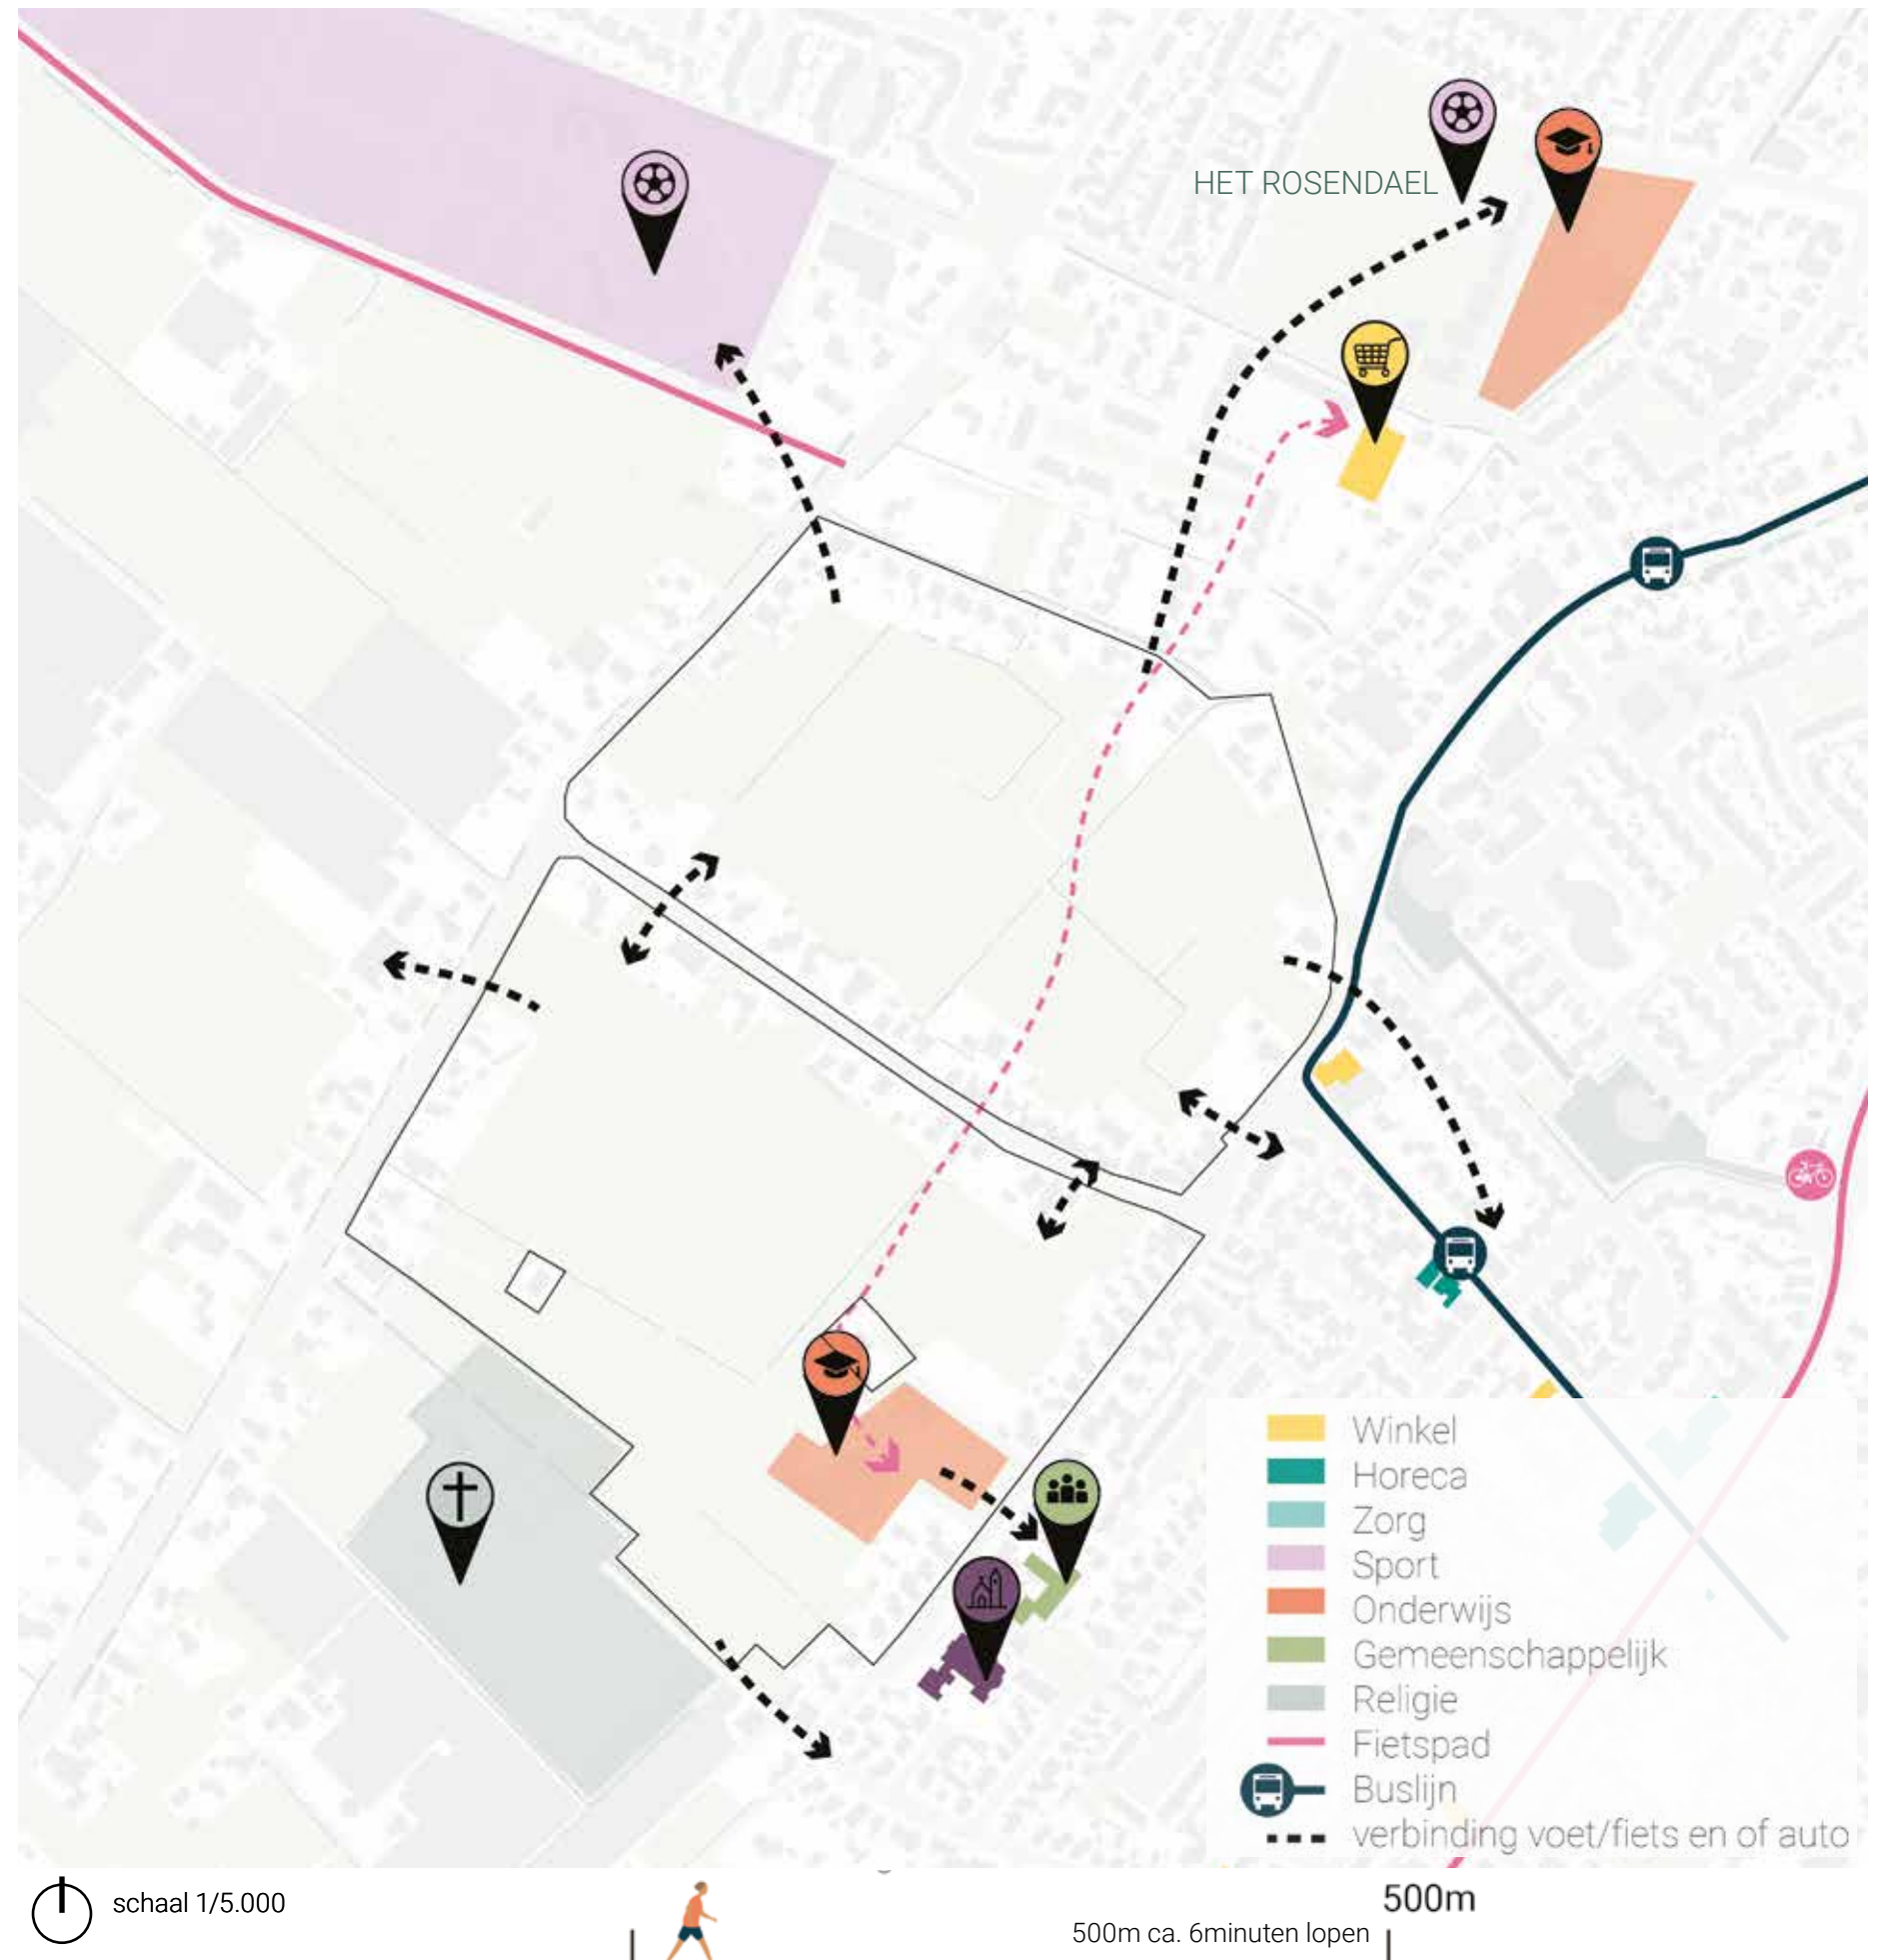 HET ROSENDAEL
Winkel
Horeca
Zorg
Sport
Onderwijs
Gemeenschappelijk
Religie
Fietspad
Buslijn
verbinding voet/fiets en of auto
schaal 1/5.000
500m
500m ca. 6minuten lopen